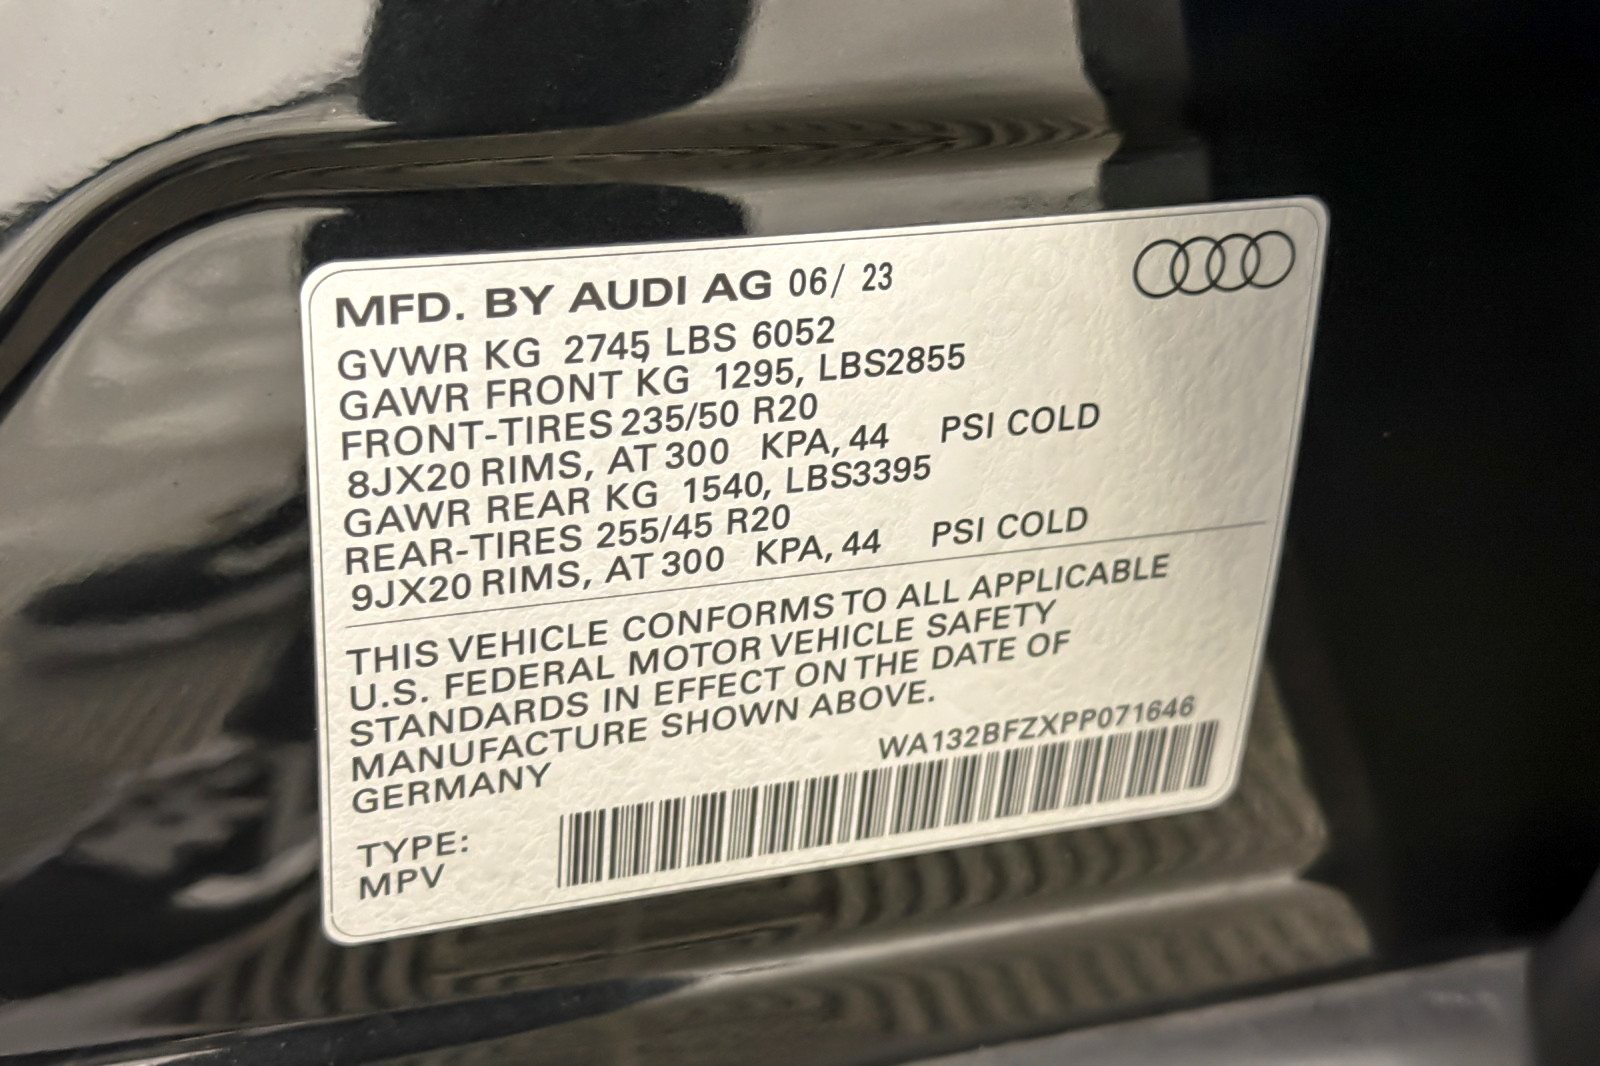 MFD. BY AUDI AG 06/ 23
GVWR KG 2745 LBS 6052
GAWR FRONT KG 1295, LBS2855
FRONT-TIRES 235/50 R20
8JX20 RIMS, AT 300 KPA, 44 PSI COLD
GAWR REAR KG 1540, LBS3395
REAR-TIRES 255/45 R20
9JX20 RIMS, AT 300 KPA, 44 PSI COLD
THIS VEHICLE CONFORMS TO ALL APPLICABLE
U.S. FEDERAL MOTOR VEHICLE SAFETY
STANDARDS IN EFFECT ON THE DATE OF
MANUFACTURE SHOWN ABOVE.
WA132BFZXPP071646
GERMANY
TYPE:
MPV